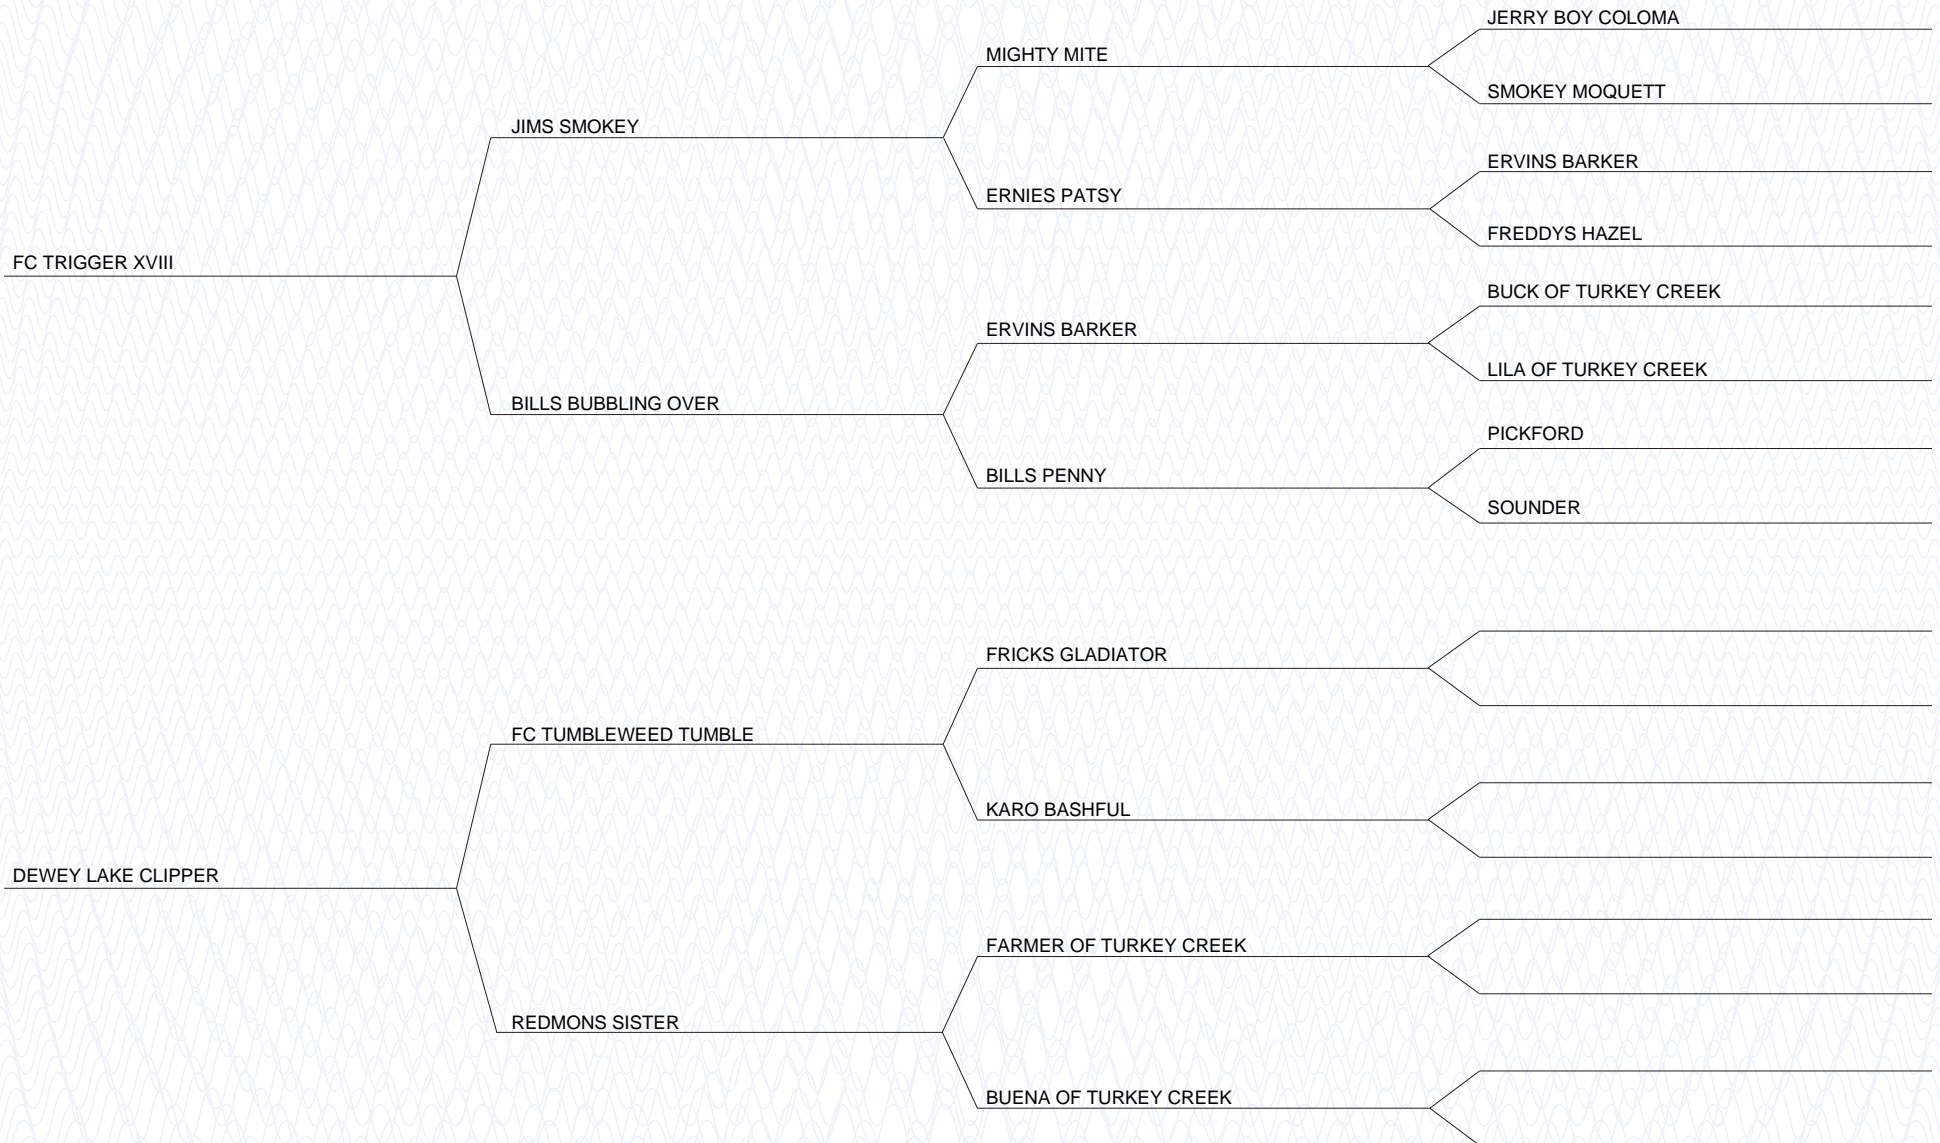 JERRY BOY COLOMA
MIGHTY MITE
SMOKEY MOQUETT
JIMS SMOKEY
ERVINS BARKER
ERNIES PATSY
FREDDYS HAZEL
FC TRIGGER XVIII
BUCK OF TURKEY CREEK
ERVINS BARKER
LILA OF TURKEY CREEK
BILLS BUBBLING OVER
PICKFORD
BILLS PENNY
SOUNDER
FRICKS GLADIATOR
FC TUMBLEWEED TUMBLE
KARO BASHFUL
DEWEY LAKE CLIPPER
FARMER OF TURKEY CREEK
REDMONS SISTER
BUENA OF TURKEY CREEK